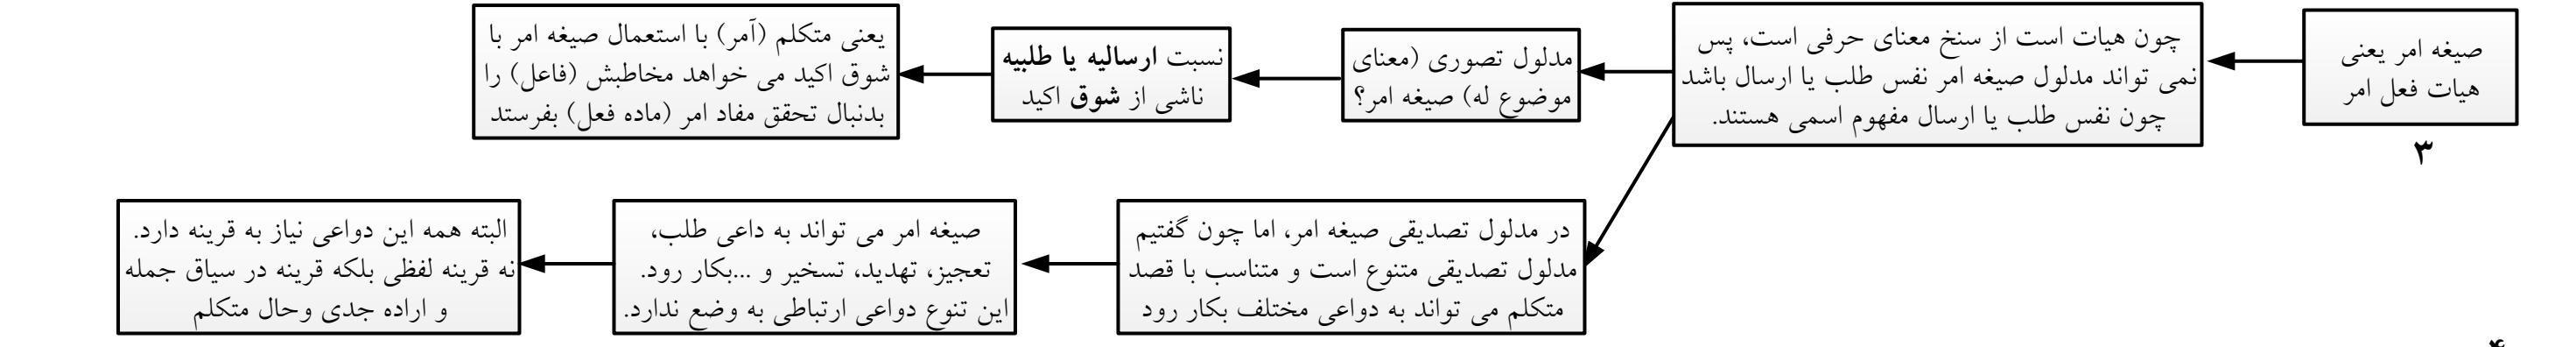 صیغه امر یعنی
هیات فعل امر
۳
چون هیات است از سنخ معنای حرفی است، پس
نمی تواند مدلول صیغه امر نفس طلب یا ارسال باشد
چون نفس طلب یا ارسال مفهوم اسمی هستند.
مدلول تصوری (معنای
موضوع له) صیغه امر؟
نسبت ارسالیه یا طلبیه
ناشی از شوق اکید
یعنی متکلم (آمر) با استعمال صیغه امر با
شوق اکید می خواهد مخاطبش (فاعل) را
بدنبال تحقق مفاد امر (ماده فعل) بفرستد
در مدلول تصدیقی صیغه امر، اما چون گفتیم
مدلول تصدیقی متنوع است و متناسب با قصد
متکلم می تواند به دواعی مختلف بکار رود
صیغه امر می تواند به داعی طلب،
تعجیز، تهدید، تسخیر و ...بکار رود.
این تنوع دواعی ارتباطی به وضع ندارد.
البته همه این دواعی نیاز به قرینه دارد.
نه قرینه لفظی بلکه قرینه در سیاق جمله
و اراده جدی وحال متکلم